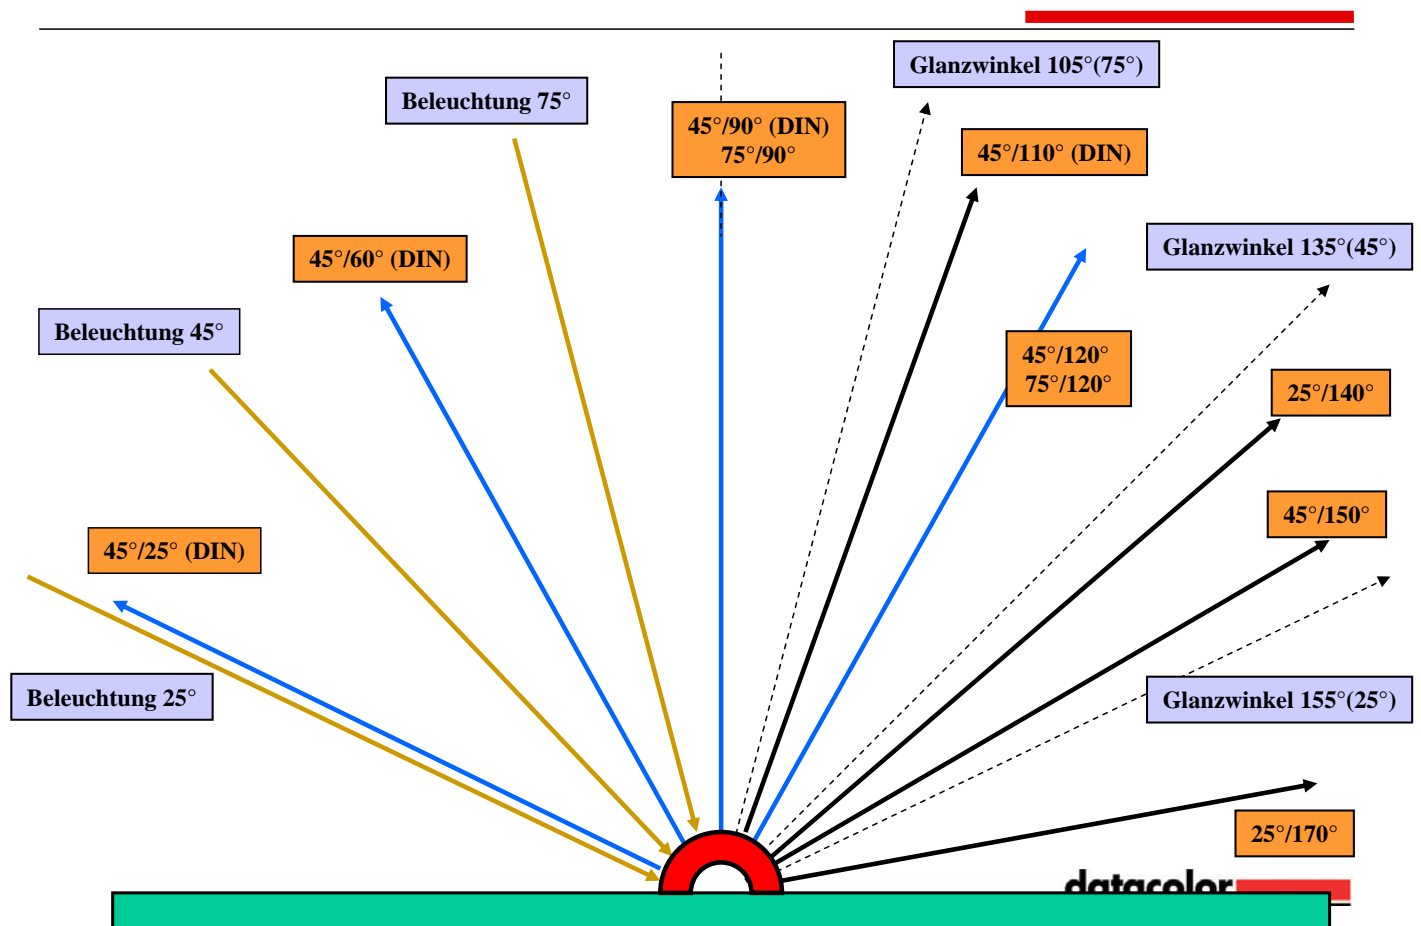 Glanzwinkel 105°(75°)
Beleuchtung 75°
45°/90° (DIN)
75°/90°
45°/110° (DIN)
45°/60° (DIN)
Glanzwinkel 135°(45°)
Beleuchtung 45°
45°/120°
75°/120°
25°/140°
45°/150°
45°/25° (DIN)
Beleuchtung 25°
Glanzwinkel 155°(25°)
25°/170°
datacolor